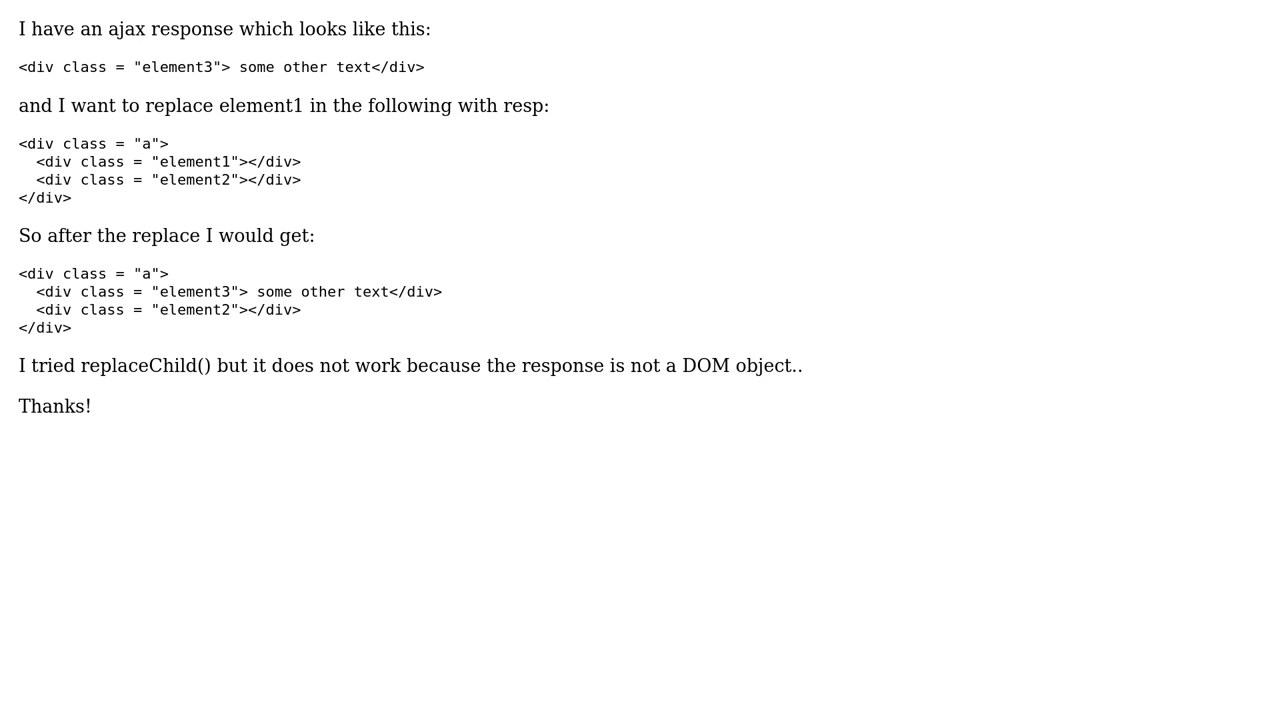 I have an ajax response which looks like this:
<div class = "element3"> some other text</div>
and I want to replace element1 in the following with resp:
<div class = "a">
  <div class = "element1"></div>
  <div class = "element2"></div>
</div>
So after the replace I would get:
<div class = "a">
  <div class = "element3"> some other text</div>
  <div class = "element2"></div>
</div>
I tried replaceChild() but it does not work because the response is not a DOM object..
Thanks!